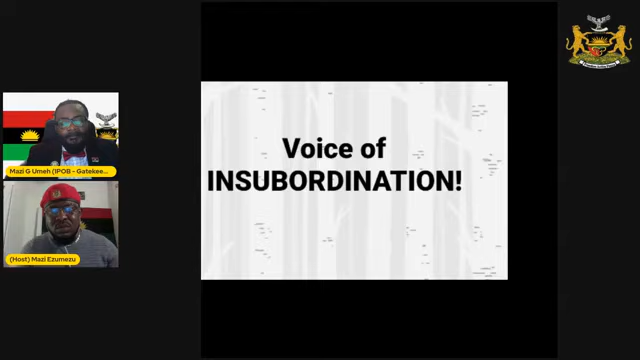 Voice of
INSUBORDINATION!
Mazi G Umeh (IPOB - Gatekee...
(Host) Mazi Ezumezu